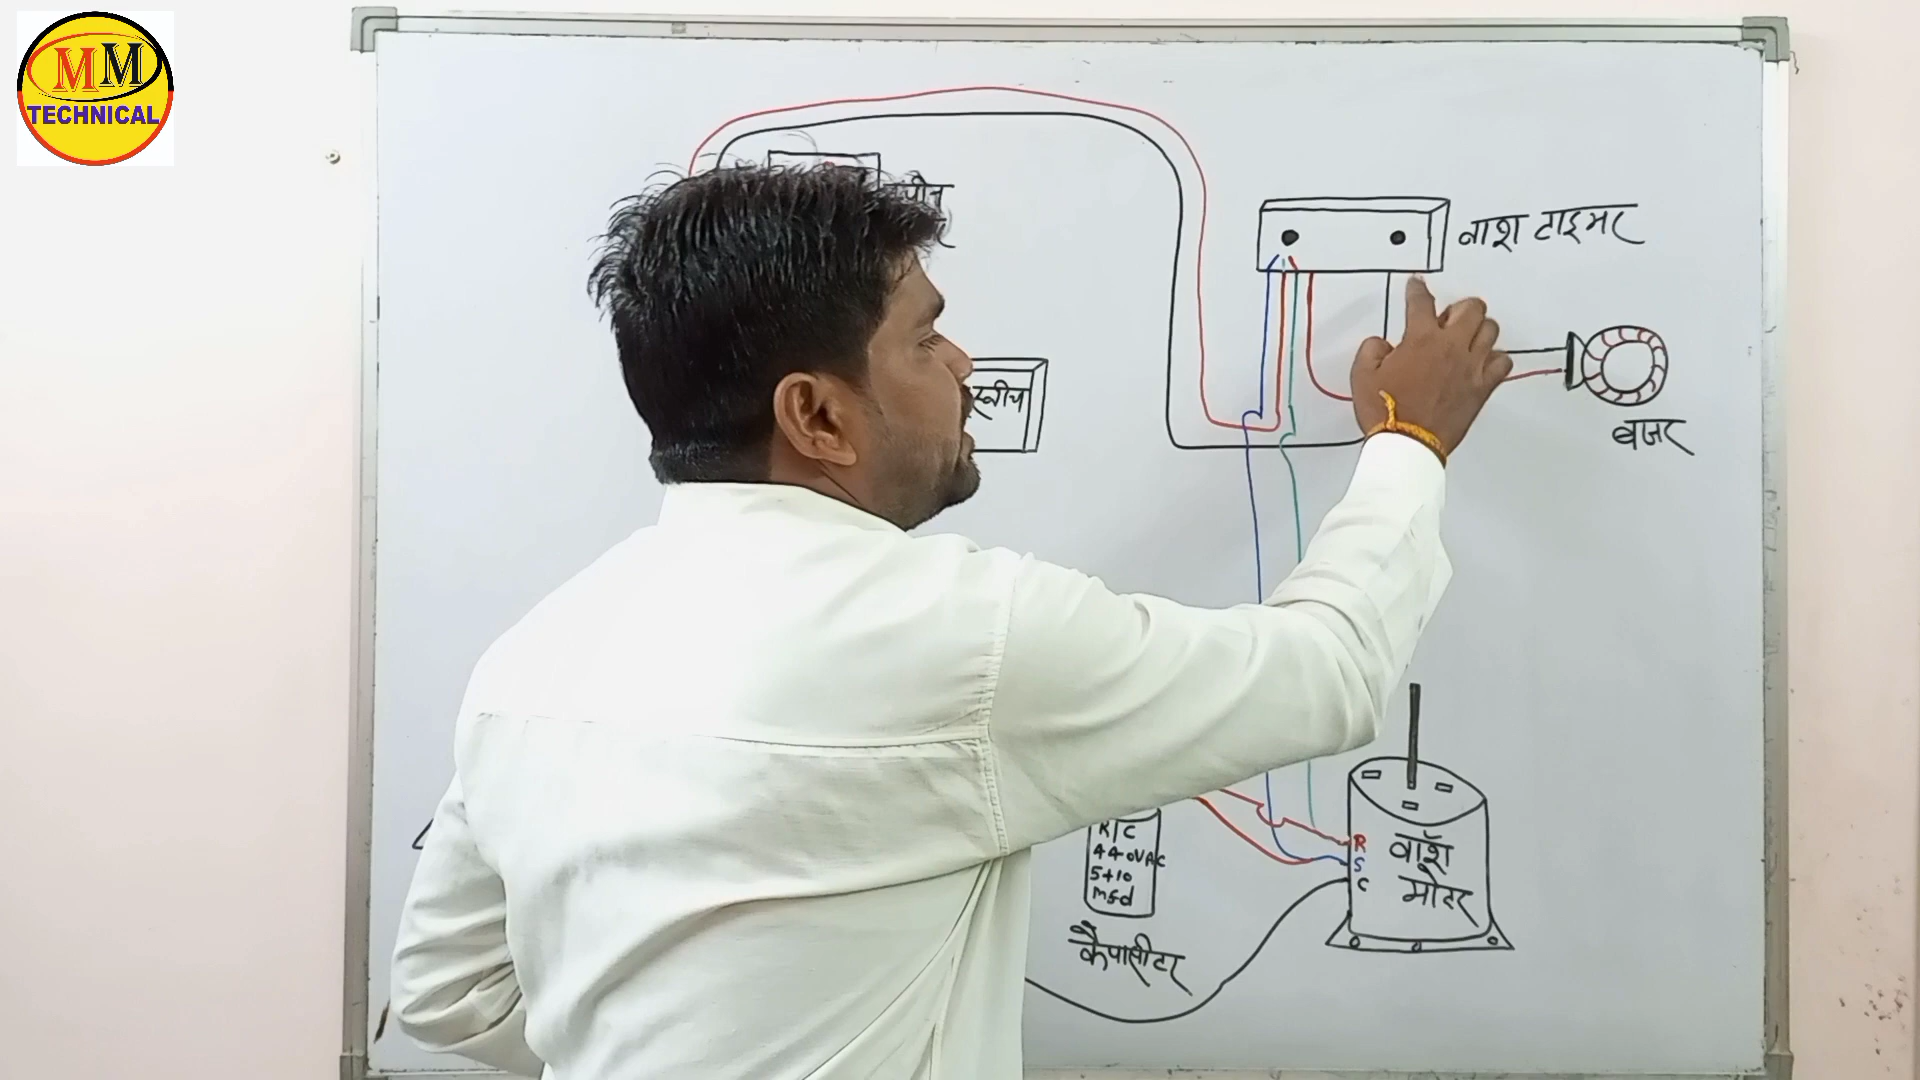 MM
TECHNICAL
वाश टाइमर
स्वीच
बजर
R/C
440VAC
5+10
mfd
कैपासीटर
R
S
C
वॉश
मोटर